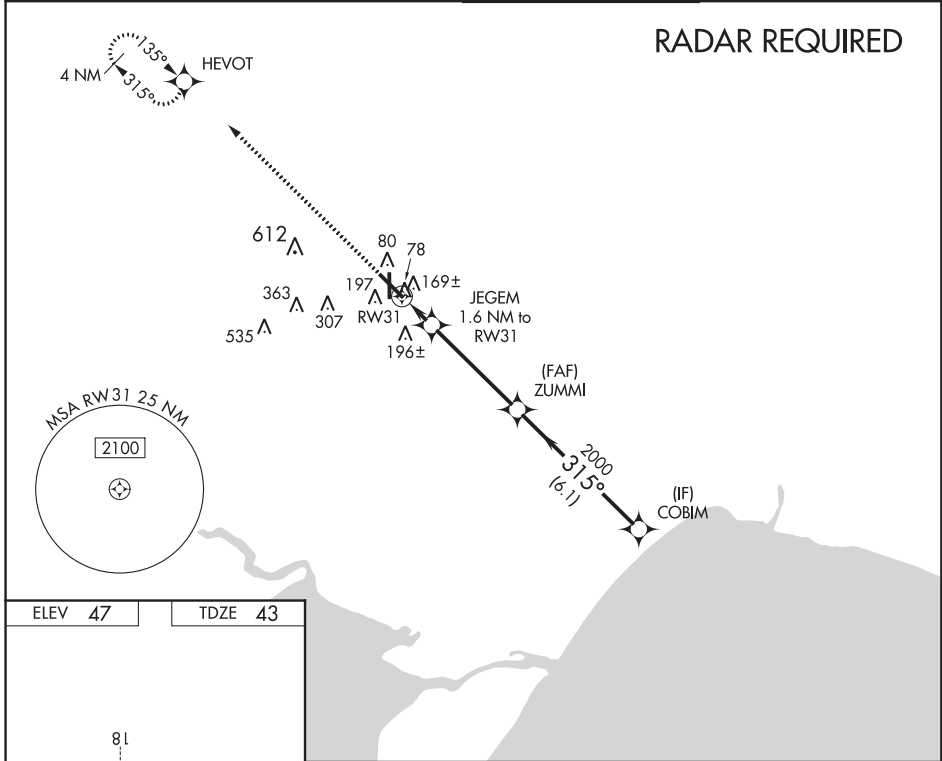 RADAR REQUIRED
HEVOT
135°
4 NM
315°
612
80
78
169±
197
363
307
RW31
535
196±
JEGEM
1.6 NM to
RW31
(FAF)
ZUMMI
MSA RW31 25 NM
2100
2000
315°
(6.1)
(IF)
COBIM
ELEV 47
TDZE 43
18